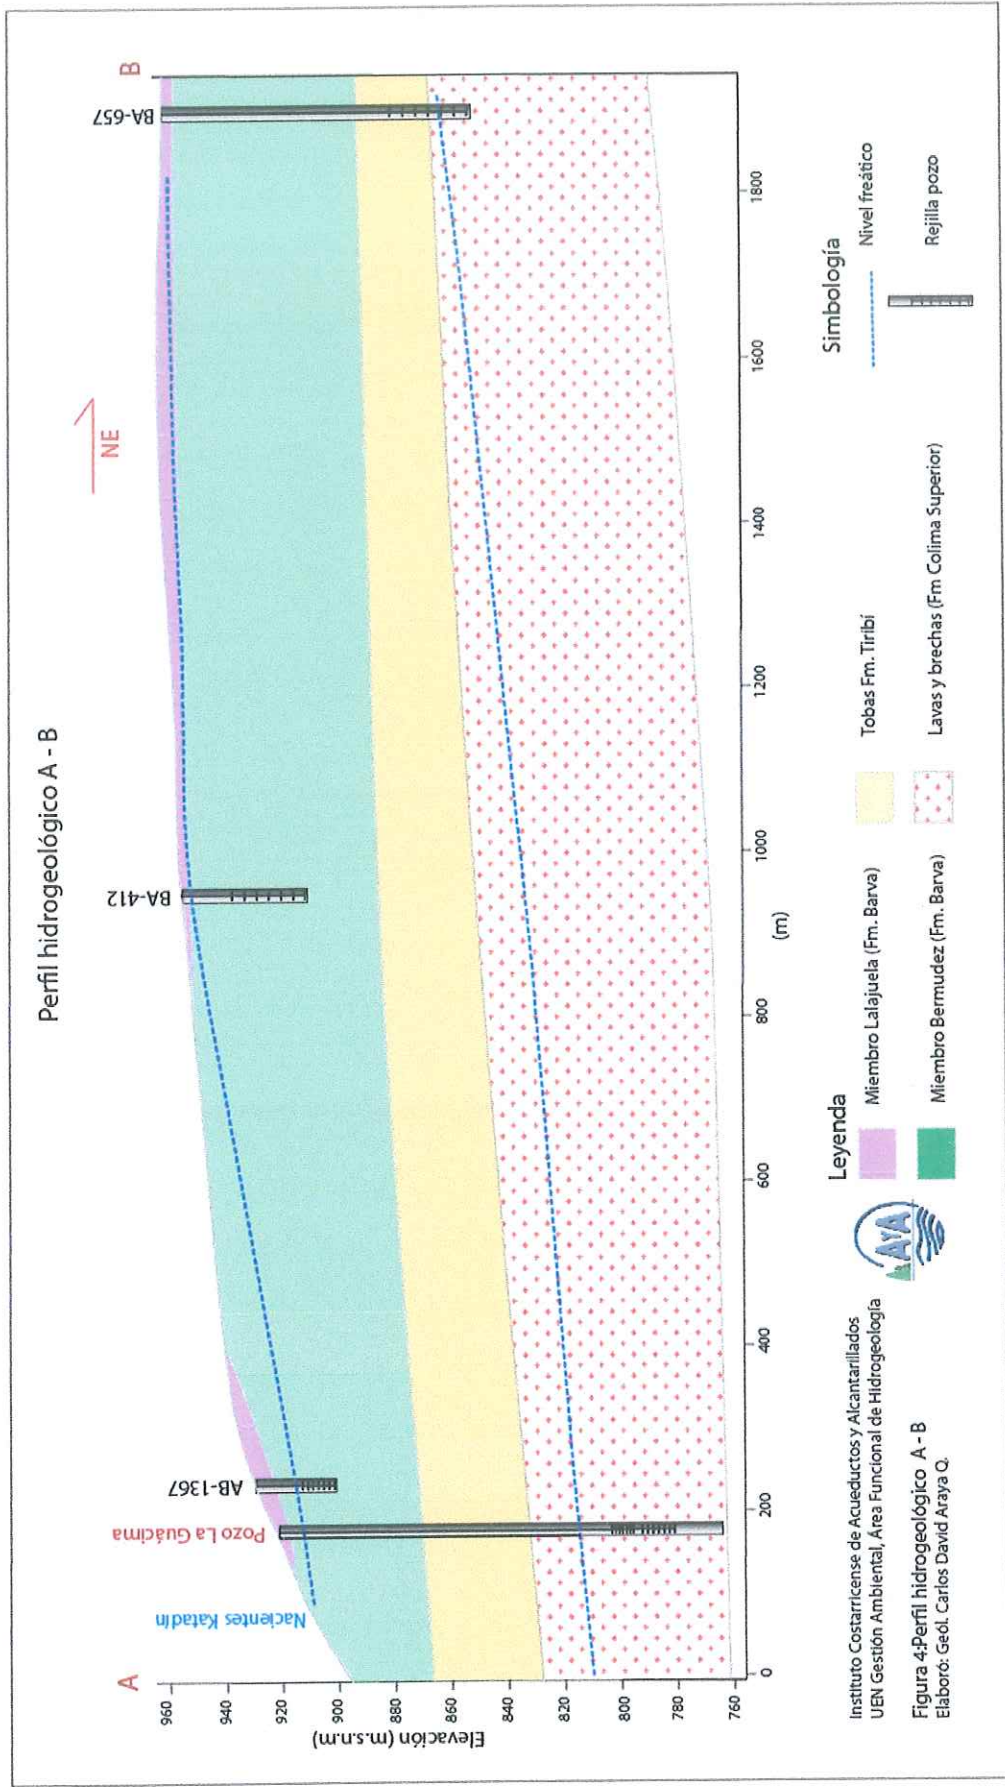 Perfil hidrogeológico A - B
A
B
NE
Nacientes Katadín
Pozo La Guácima
AB-1367
BA-412
BA-657
Elevación (m.s.n.m)
960
940
920
900
880
860
840
820
800
780
760
0
200
400
600
800
1000
1200
1400
1600
1800
(m)
Instituto Costarricense de Acueductos y Alcantarillados
UEN Gestión Ambiental, Área Funcional de Hidrogeología
Figura 4:Perfil hidrogeológico A - B
Elaboró: Geól. Carlos David Araya Q.
AyA
Leyenda
Miembro Lalajuela (Fm. Barva)
Miembro Bermudez (Fm. Barva)
Tobas Fm. Tiribí
Lavas y brechas (Fm Colima Superior)
Simbología
Nivel freático
Rejilla pozo